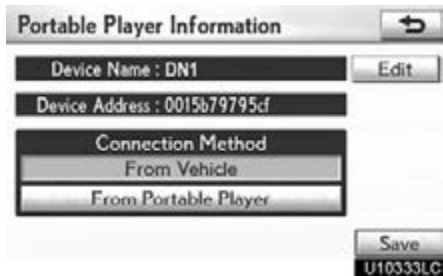 Portable Player Information
Device Name : DN1
Edit
Device Address : 0015b79795cf
Connection Method
From Vehicle
From Portable Player
Save
U10333LC